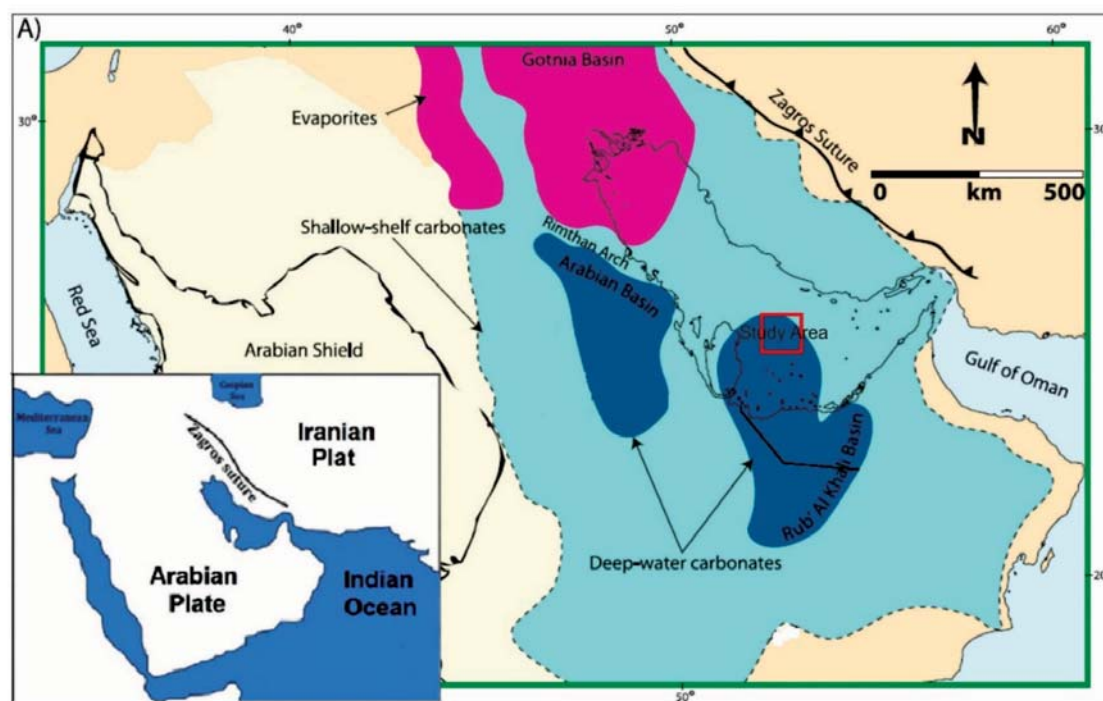 A)
40°
50°
60°
Gotnia Basin
Evaporites
Zagros Suture
N
30°
30
0
km
500
Shallow-shelf carbonates
Rimthan Arch
Arabian Basin
Red Sea
Study Area
Arabian Shield
Gulf of Oman
Mediterranean
Sea
Caspian
Sea
Iranian
Plat
Zagros suture
Rub' Al Khali Basin
Deep-water carbonates
Arabian
Plate
Indian
Ocean
20
50°